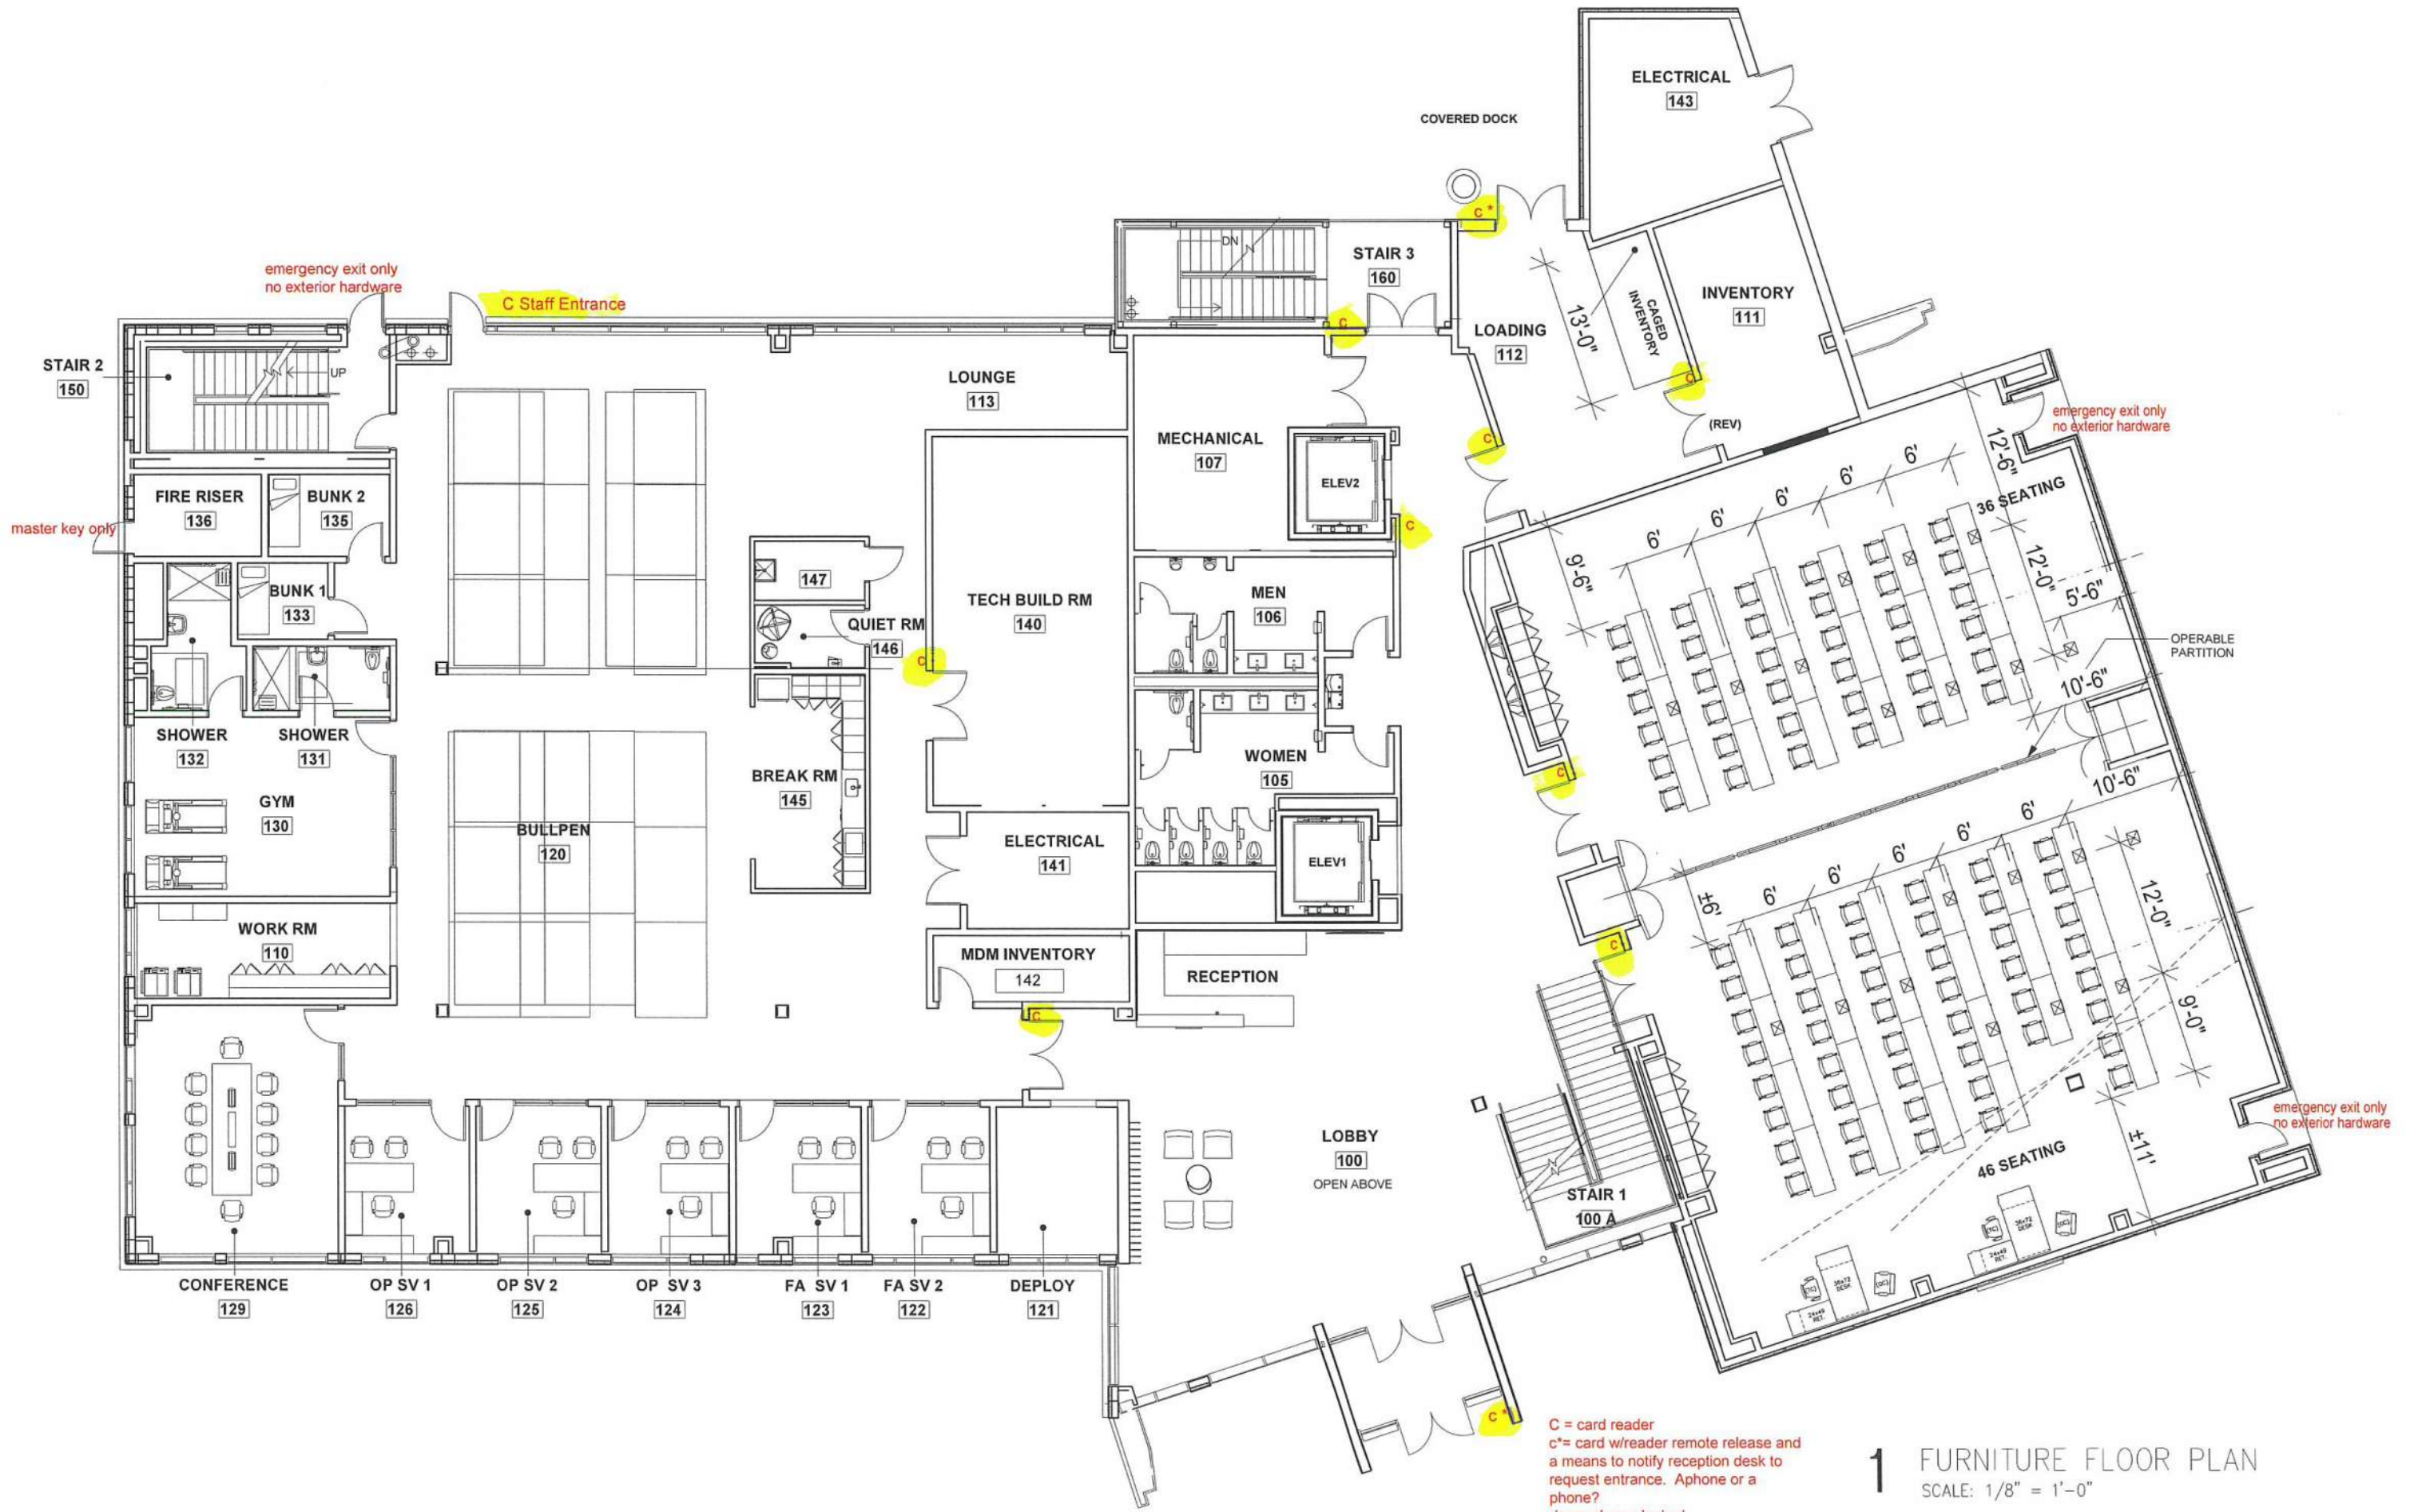 ELECTRICAL
143
COVERED DOCK
C *
DN
STAIR 3
160
emergency exit only
no exterior hardware
C Staff Entrance
C
LOADING
112
13'-0"
CAGED
INVENTORY
INVENTORY
111
C
STAIR 2
150
UP
LOUNGE
113
MECHANICAL
107
C
(REV)
emergency exit only
no exterior hardware
ELEV2
C
FIRE RISER
136
BUNK 2
135
master key only
6'
6'
6'
6'
6'
12'-6"
36 SEATING
9'-6"
12'-0"
5'-6"
BUNK 1
133
147
QUIET RM
146
C
TECH BUILD RM
140
MEN
106
OPERABLE
PARTITION
10'-6"
SHOWER
132
SHOWER
131
WOMEN
105
C
10'-6"
GYM
130
BREAK RM
145
BULLPEN
120
ELECTRICAL
141
ELEV1
±6'
6'
6'
6'
6'
6'
12'-0"
WORK RM
110
MDM INVENTORY
142
RECEPTION
C
C
9'-0"
LOBBY
100
OPEN ABOVE
STAIR 1
100 A
46 SEATING
±11'
emergency exit only
no exterior hardware
36x72
DESK
24x48
RET.
36x72
DESK
24x48
RET.
CONFERENCE
129
OP SV 1
126
OP SV 2
125
OP SV 3
124
FA SV 1
123
FA SV 2
122
DEPLOY
121
C *
C = card reader
c*= card w/reader remote release and
a means to notify reception desk to
request entrance. Aphone or a
phone?
1 FURNITURE FLOOR PLAN
SCALE: 1/8" = 1'-0"